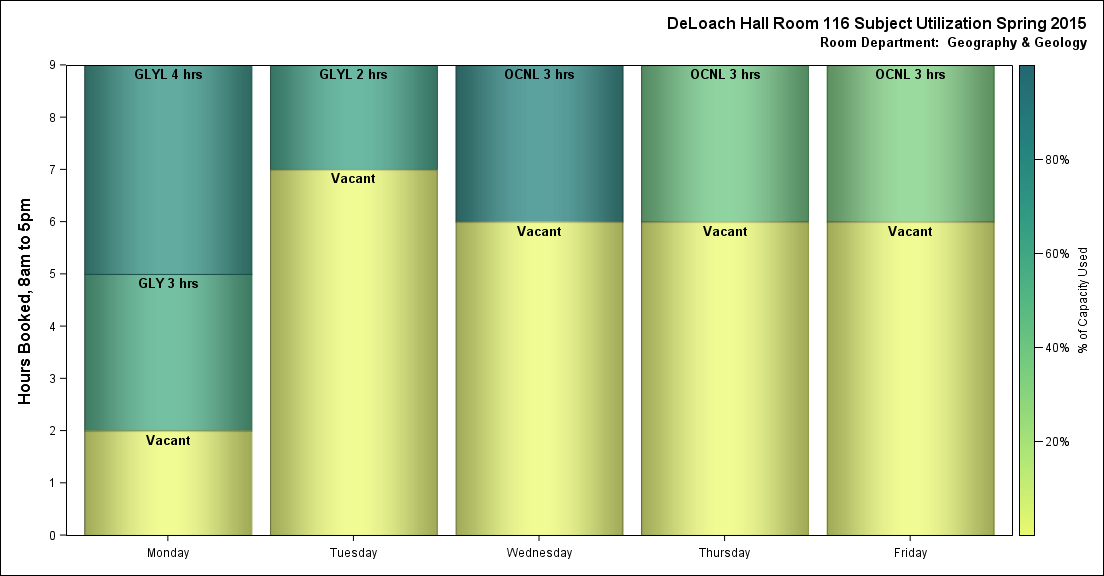 DeLoach Hall Room 116 Subject Utilization Spring 2015
Room Department: Geography & Geology
Hours Booked, 8am to 5pm
9
8
7
6
5
4
3
2
1
0
GLYL 4 hrs
GLY 3 hrs
Vacant
GLYL 2 hrs
Vacant
OCNL 3 hrs
Vacant
OCNL 3 hrs
Vacant
OCNL 3 hrs
Vacant
Monday
Tuesday
Wednesday
Thursday
Friday
80%
60%
40%
20%
% of Capacity Used